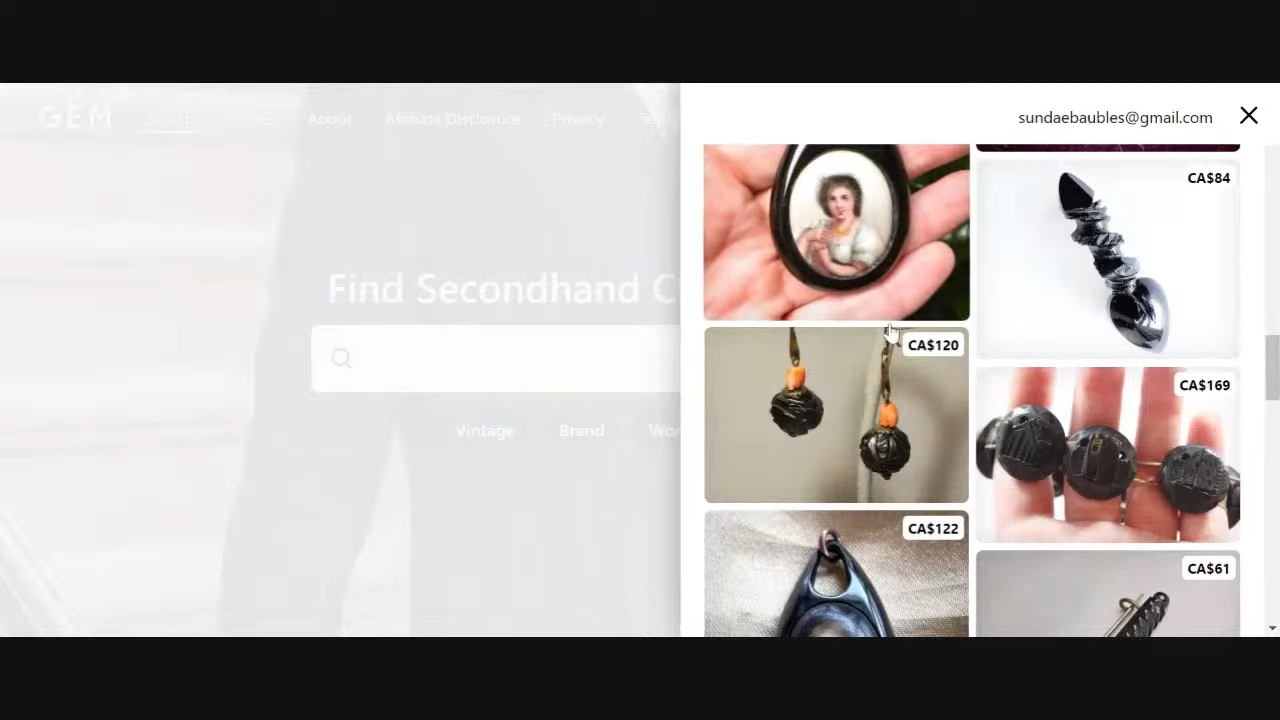 GEM
About
Affiliate Disclosure
Privacy
sundaebaubles@gmail.com
Find Secondhand C
Vintage
Brand
CA$84
CA$120
CA$169
CA$122
CA$61